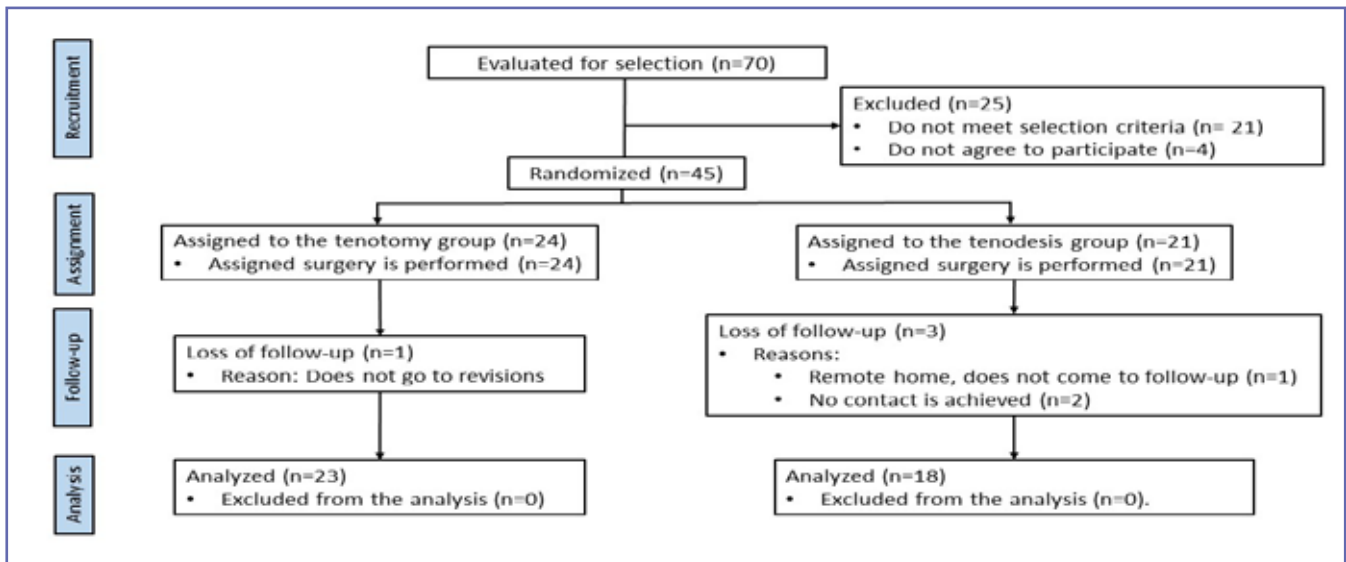 Recruitment
Evaluated for selection (n=70)
Excluded (n=25)
• Do not meet selection criteria (n= 21)
• Do not agree to participate (n=4)
Randomized (n=45)
Assignment
Assigned to the tenotomy group (n=24)
• Assigned surgery is performed (n=24)
Assigned to the tenodesis group (n=21)
• Assigned surgery is performed (n=21)
Follow-up
Loss of follow-up (n=1)
• Reason: Does not go to revisions
Loss of follow-up (n=3)
• Reasons:
• Remote home, does not come to follow-up (n=1)
• No contact is achieved (n=2)
Analysis
Analyzed (n=23)
• Excluded from the analysis (n=0)
Analyzed (n=18)
• Excluded from the analysis (n=0).